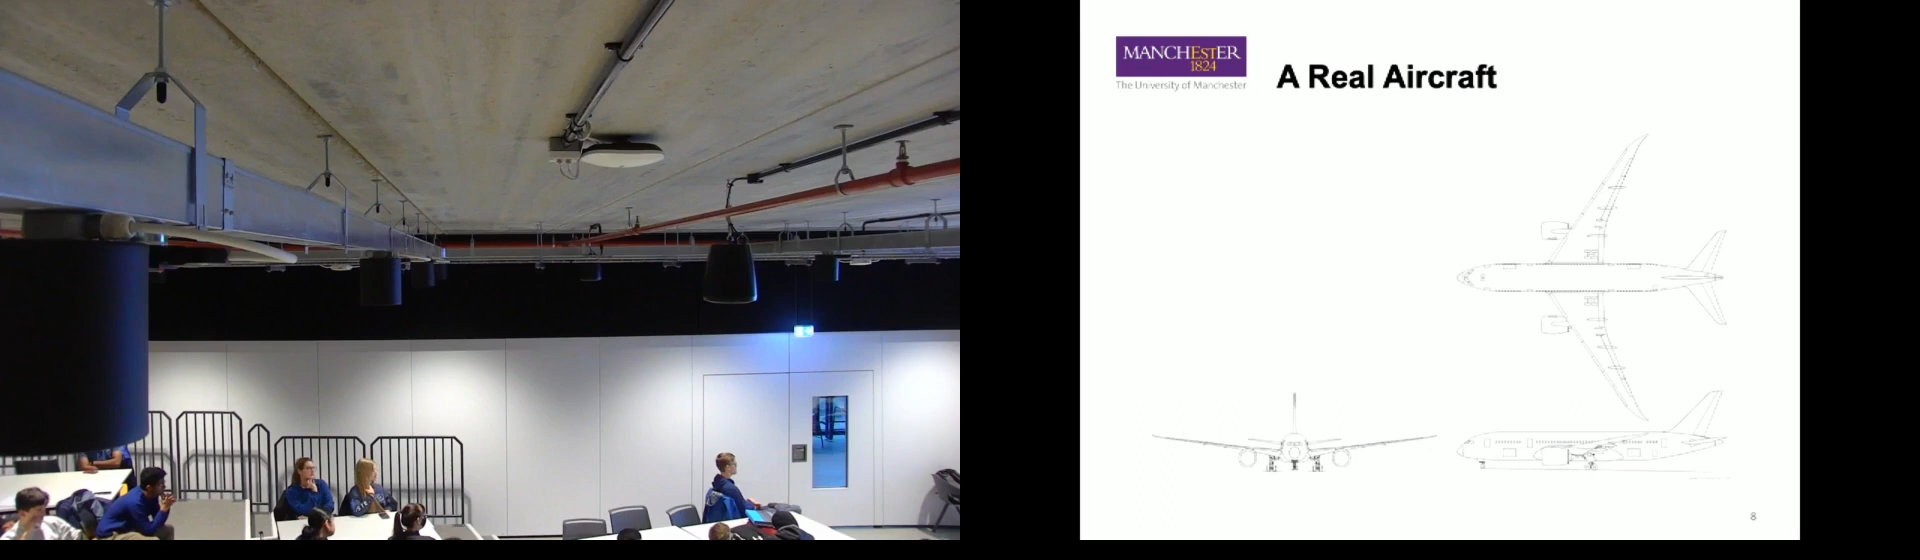 MANCHEstER
1824
The University of Manchester
A Real Aircraft
8